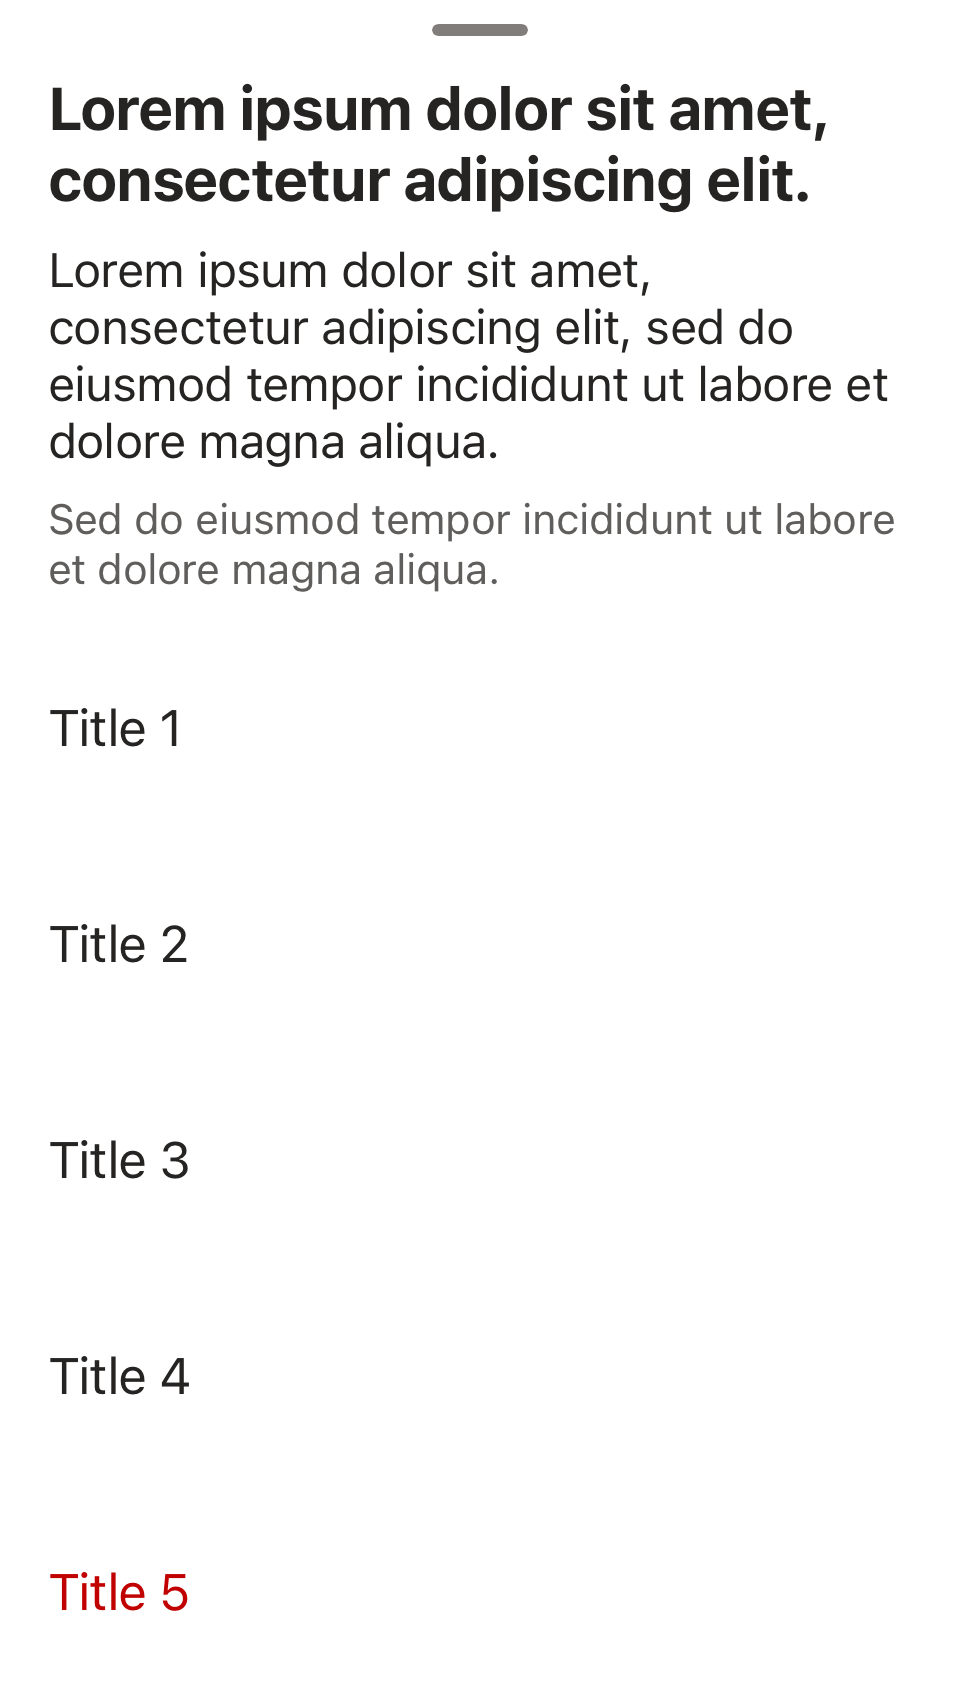 Lorem ipsum dolor sit amet,
consectetur adipiscing elit.
Lorem ipsum dolor sit amet,
consectetur adipiscing elit, sed do
eiusmod tempor incididunt ut labore et
dolore magna aliqua.
Sed do eiusmod tempor incididunt ut labore
et dolore magna aliqua.
Title 1
Title 2
Title 3
Title 4
Title 5